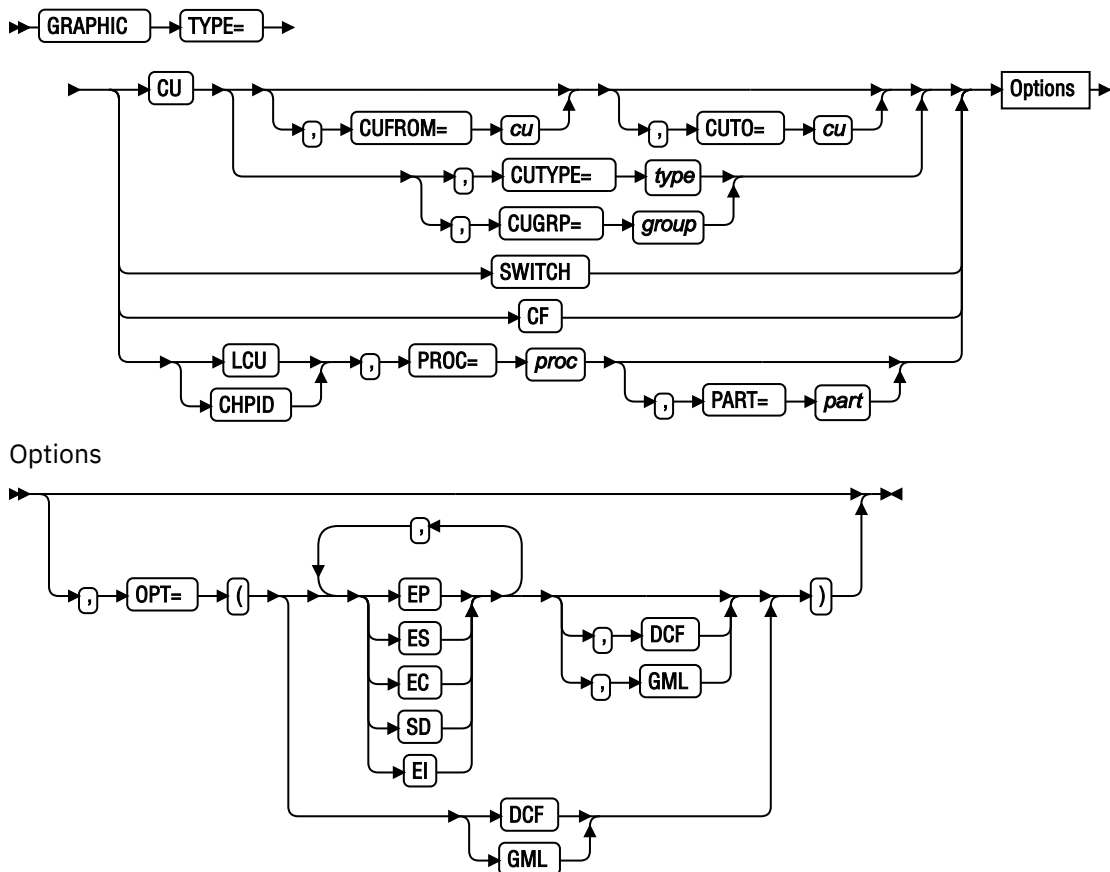 GRAPHIC TYPE=
CU Options
, CUFROM= cu , CUTO= cu
, CUTYPE= type
, CUGRP= group
SWITCH
CF
LCU , PROC= proc
CHPID , PART= part
Options
,
, OPT= ( EP )
ES , DCF
EC , GML
SD
EI
DCF
GML